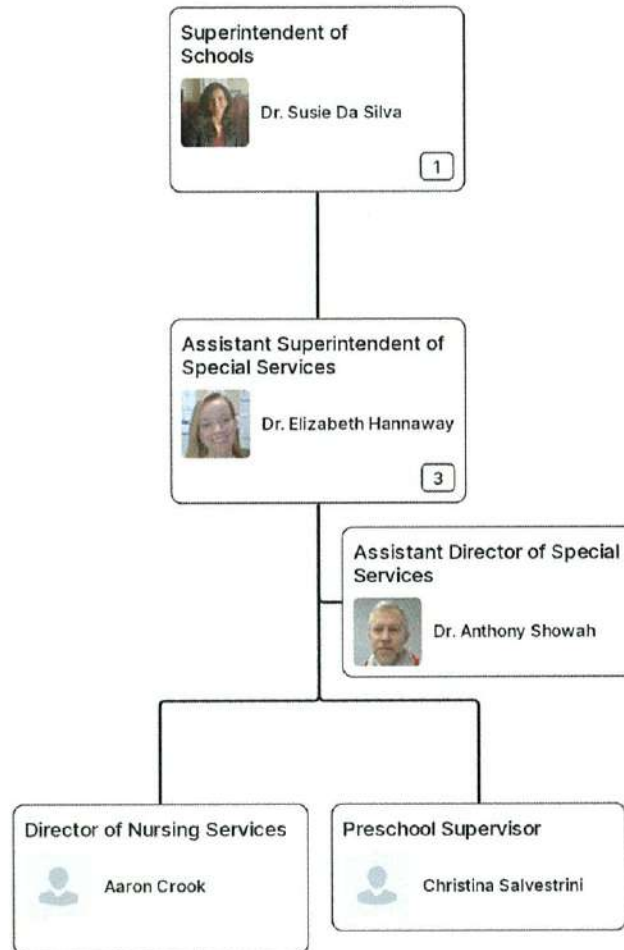 Superintendent of
Schools
Dr. Susie Da Silva
1
Assistant Superintendent of
Special Services
Dr. Elizabeth Hannaway
3
Assistant Director of Special
Services
Dr. Anthony Showah
Director of Nursing Services
Aaron Crook
Preschool Supervisor
Christina Salvestrini